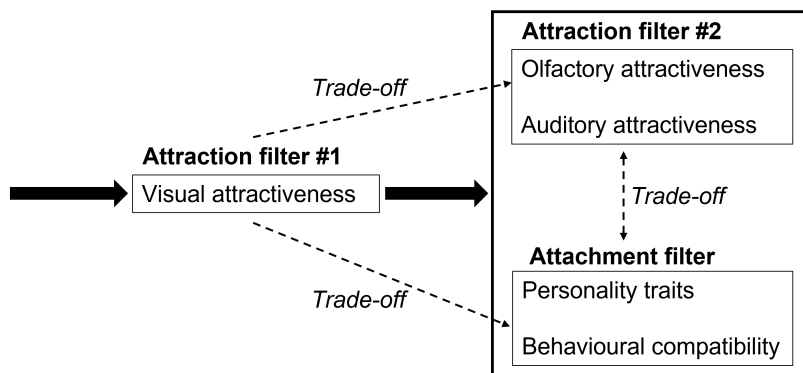 Attraction filter #2
Olfactory attractiveness
Trade-off
Auditory attractiveness
Attraction filter #1
Visual attractiveness
Trade-off
Attachment filter
Personality traits
Trade-off
Behavioural compatibility